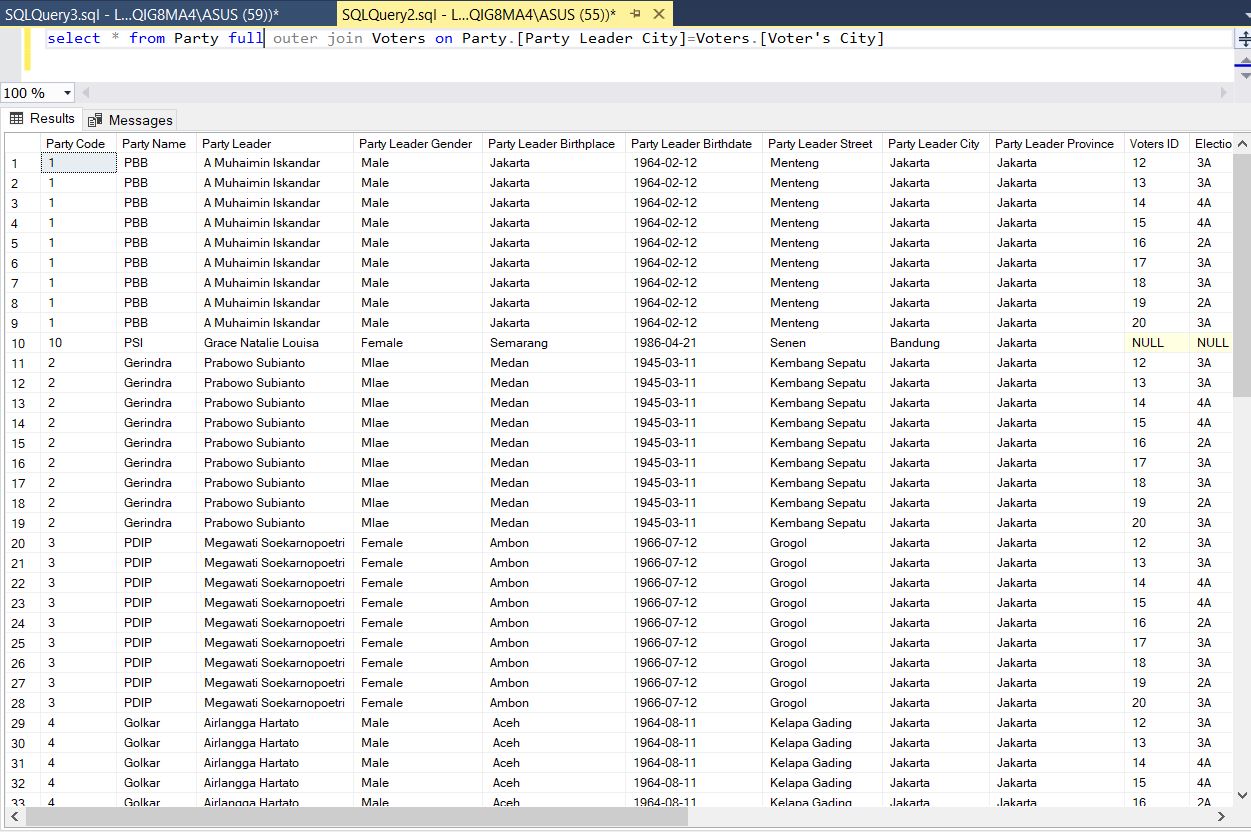 SQLQuery3.sql - L...QIG8MA4\ASUS (59))* SQLQuery2.sql - L...QIG8MA4\ASUS (55))*
select * from Party full outer join Voters on Party.[Party Leader City]=Voters.[Voter's City]
100 %
Results Messages
Party Code Party Name Party Leader Party Leader Gender Party Leader Birthplace Party Leader Birthdate Party Leader Street Party Leader City Party Leader Province Voters ID Electio
1 1 PBB A Muhaimin Iskandar Male Jakarta 1964-02-12 Menteng Jakarta Jakarta 12 3A
2 1 PBB A Muhaimin Iskandar Male Jakarta 1964-02-12 Menteng Jakarta Jakarta 13 3A
3 1 PBB A Muhaimin Iskandar Male Jakarta 1964-02-12 Menteng Jakarta Jakarta 14 4A
4 1 PBB A Muhaimin Iskandar Male Jakarta 1964-02-12 Menteng Jakarta Jakarta 15 4A
5 1 PBB A Muhaimin Iskandar Male Jakarta 1964-02-12 Menteng Jakarta Jakarta 16 2A
6 1 PBB A Muhaimin Iskandar Male Jakarta 1964-02-12 Menteng Jakarta Jakarta 17 3A
7 1 PBB A Muhaimin Iskandar Male Jakarta 1964-02-12 Menteng Jakarta Jakarta 18 3A
8 1 PBB A Muhaimin Iskandar Male Jakarta 1964-02-12 Menteng Jakarta Jakarta 19 2A
9 1 PBB A Muhaimin Iskandar Male Jakarta 1964-02-12 Menteng Jakarta Jakarta 20 3A
10 10 PSI Grace Natalie Louisa Female Semarang 1986-04-21 Senen Bandung Jakarta NULL NULL
11 2 Gerindra Prabowo Subianto Mlae Medan 1945-03-11 Kembang Sepatu Jakarta Jakarta 12 3A
12 2 Gerindra Prabowo Subianto Mlae Medan 1945-03-11 Kembang Sepatu Jakarta Jakarta 13 3A
13 2 Gerindra Prabowo Subianto Mlae Medan 1945-03-11 Kembang Sepatu Jakarta Jakarta 14 4A
14 2 Gerindra Prabowo Subianto Mlae Medan 1945-03-11 Kembang Sepatu Jakarta Jakarta 15 4A
15 2 Gerindra Prabowo Subianto Mlae Medan 1945-03-11 Kembang Sepatu Jakarta Jakarta 16 2A
16 2 Gerindra Prabowo Subianto Mlae Medan 1945-03-11 Kembang Sepatu Jakarta Jakarta 17 3A
17 2 Gerindra Prabowo Subianto Mlae Medan 1945-03-11 Kembang Sepatu Jakarta Jakarta 18 3A
18 2 Gerindra Prabowo Subianto Mlae Medan 1945-03-11 Kembang Sepatu Jakarta Jakarta 19 2A
19 2 Gerindra Prabowo Subianto Mlae Medan 1945-03-11 Kembang Sepatu Jakarta Jakarta 20 3A
20 3 PDIP Megawati Soekarnopoetri Female Ambon 1966-07-12 Grogol Jakarta Jakarta 12 3A
21 3 PDIP Megawati Soekarnopoetri Female Ambon 1966-07-12 Grogol Jakarta Jakarta 13 3A
22 3 PDIP Megawati Soekarnopoetri Female Ambon 1966-07-12 Grogol Jakarta Jakarta 14 4A
23 3 PDIP Megawati Soekarnopoetri Female Ambon 1966-07-12 Grogol Jakarta Jakarta 15 4A
24 3 PDIP Megawati Soekarnopoetri Female Ambon 1966-07-12 Grogol Jakarta Jakarta 16 2A
25 3 PDIP Megawati Soekarnopoetri Female Ambon 1966-07-12 Grogol Jakarta Jakarta 17 3A
26 3 PDIP Megawati Soekarnopoetri Female Ambon 1966-07-12 Grogol Jakarta Jakarta 18 3A
27 3 PDIP Megawati Soekarnopoetri Female Ambon 1966-07-12 Grogol Jakarta Jakarta 19 2A
28 3 PDIP Megawati Soekarnopoetri Female Ambon 1966-07-12 Grogol Jakarta Jakarta 20 3A
29 4 Golkar Airlangga Hartato Male Aceh 1964-08-11 Kelapa Gading Jakarta Jakarta 12 3A
30 4 Golkar Airlangga Hartato Male Aceh 1964-08-11 Kelapa Gading Jakarta Jakarta 13 3A
31 4 Golkar Airlangga Hartato Male Aceh 1964-08-11 Kelapa Gading Jakarta Jakarta 14 4A
32 4 Golkar Airlangga Hartato Male Aceh 1964-08-11 Kelapa Gading Jakarta Jakarta 15 4A
33 4 Golkar Airlangga Hartato Male Aceh 1964-08-11 Kelapa Gading Jakarta Jakarta 16 2A